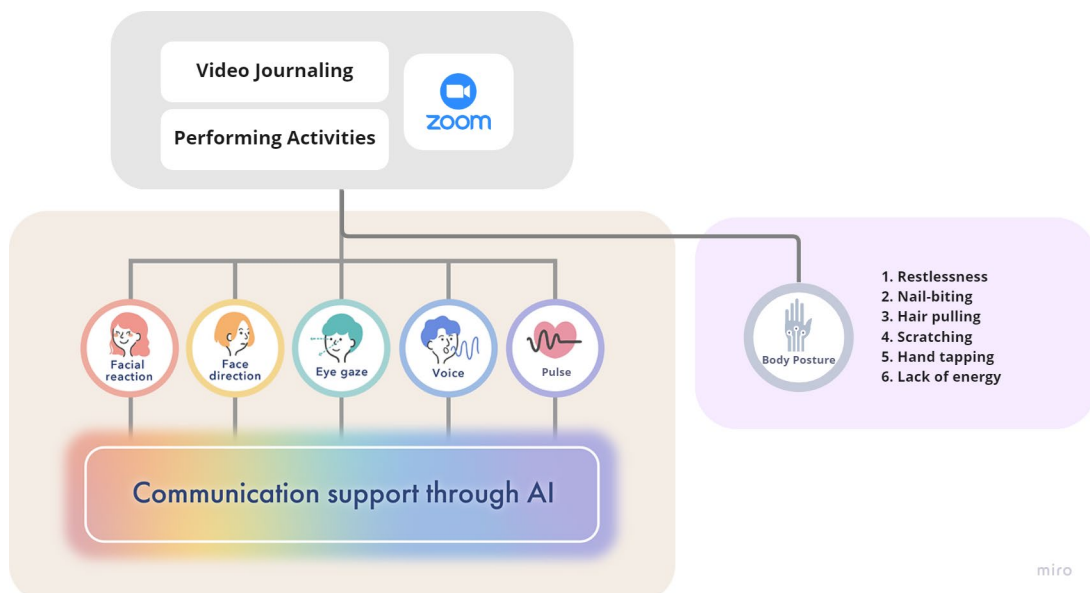 Video Journaling
zoom
Performing Activities
Facial
reaction
Face
direction
Eye gaze
Voice
Pulse
Communication support through AI
Body Posture
1. Restlessness
2. Nail-biting
3. Hair pulling
4. Scratching
5. Hand tapping
6. Lack of energy
miro